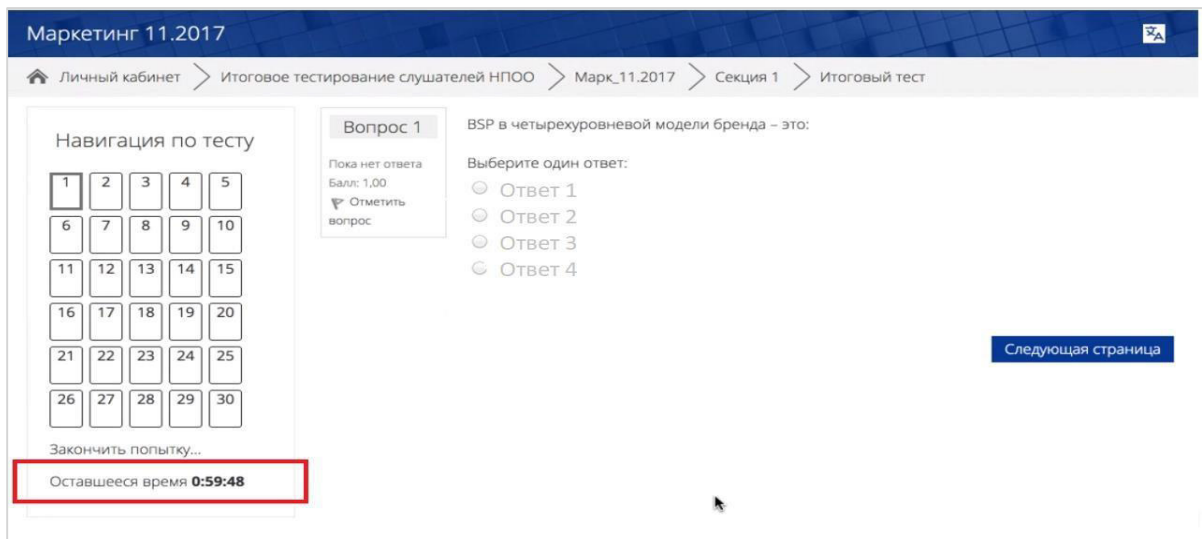 Маркетинг 11.2017
Личный кабинет Итоговое тестирование слушателей НПОО Марк_11.2017 Секция 1 Итоговый тест
Навигация по тесту
1 2 3 4 5
6 7 8 9 10
11 12 13 14 15
16 17 18 19 20
21 22 23 24 25
26 27 28 29 30
Закончить попытку...
Оставшееся время 0:59:48
Вопрос 1
Пока нет ответа
Балл: 1,00
Отметить
вопрос
BSP в четырехуровневой модели бренда – это:
Выберите один ответ:
Ответ 1
Ответ 2
Ответ 3
Ответ 4
Следующая страница